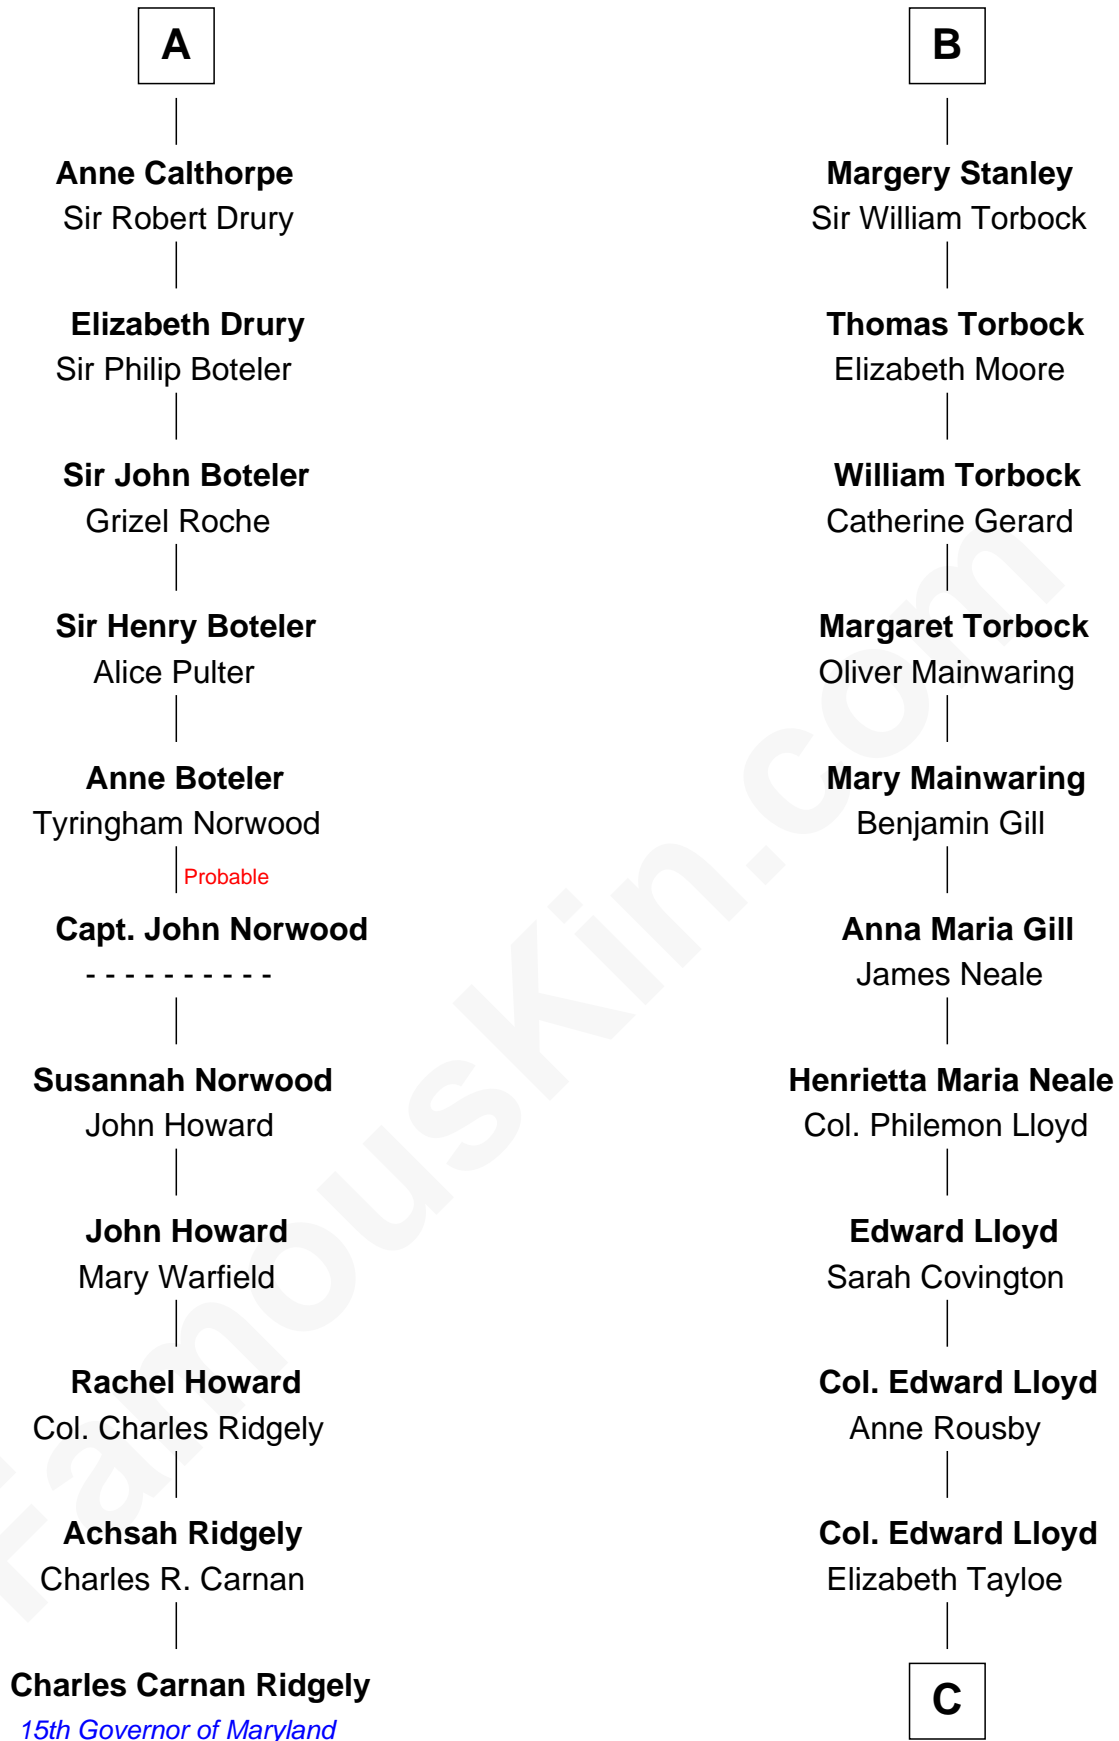 A
Anne Calthorpe
Sir Robert Drury
Elizabeth Drury
Sir Philip Boteler
Sir John Boteler
Grizel Roche
Sir Henry Boteler
Alice Pulter
Anne Boteler
Tyringham Norwood
Probable
Capt. John Norwood
- - - - - - - - - -
Susannah Norwood
John Howard
John Howard
Mary Warfield
Rachel Howard
Col. Charles Ridgely
Achsah Ridgely
Charles R. Carnan
Charles Carnan Ridgely
15th Governor of Maryland
B
Margery Stanley
Sir William Torbock
Thomas Torbock
Elizabeth Moore
William Torbock
Catherine Gerard
Margaret Torbock
Oliver Mainwaring
Mary Mainwaring
Benjamin Gill
Anna Maria Gill
James Neale
Henrietta Maria Neale
Col. Philemon Lloyd
Edward Lloyd
Sarah Covington
Col. Edward Lloyd
Anne Rousby
Col. Edward Lloyd
Elizabeth Tayloe
C
FamousKin.com